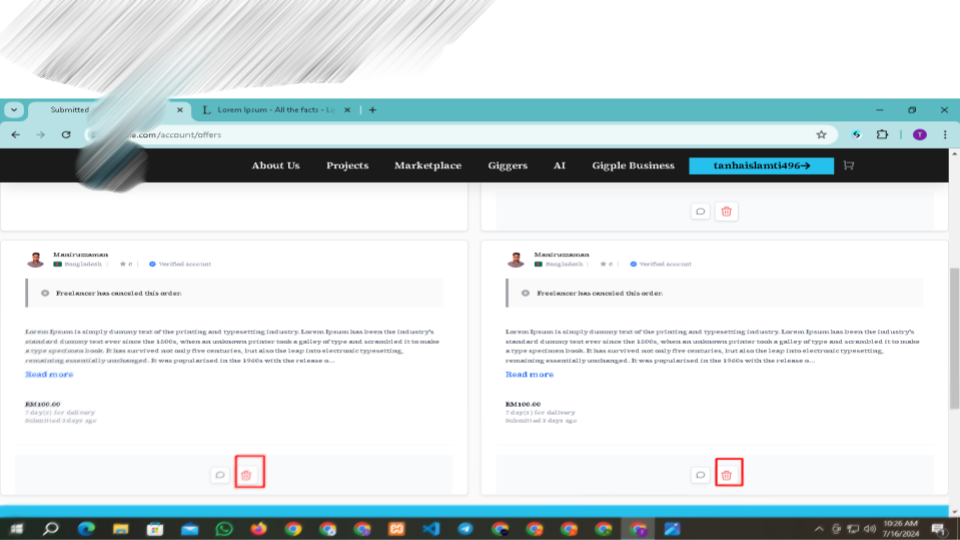 Submitted
Lorem Ipsum - All the facts - Li
.com/account/offers
T
About Us Projects Marketplace Giggers AI Gigple Business tanhaislamti496→
Manirumaman
Bangladesh | ★ 0 | Verified account
Freelancer has canceled this order.
Lorem Ipsum is simply dummy text of the printing and typesetting industry. Lorem Ipsum has been the industry's
standard dummy text ever since the 1500s, when an unknown printer took a galley of type and scrambled it to make
a type specimen book. It has survived not only five centuries, but also the leap into electronic typesetting,
remaining essentially unchanged. It was popularised in the 1960s with the release o...
Read more
RM100.00
7 day(s) for delivery
Submitted 3 days ago
Manirumaman
Bangladesh | ★ 0 | Verified account
Freelancer has canceled this order.
Lorem Ipsum is simply dummy text of the printing and typesetting industry. Lorem Ipsum has been the industry's
standard dummy text ever since the 1500s, when an unknown printer took a galley of type and scrambled it to make
a type specimen book. It has survived not only five centuries, but also the leap into electronic typesetting,
remaining essentially unchanged. It was popularised in the 1960s with the release o...
Read more
RM100.00
7 day(s) for delivery
Submitted 3 days ago
10:26 AM
7/16/2024